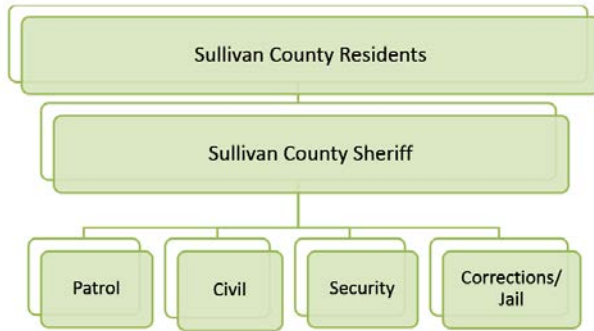 Sullivan County Residents
Sullivan County Sheriff
Patrol
Civil
Security
Corrections/
Jail